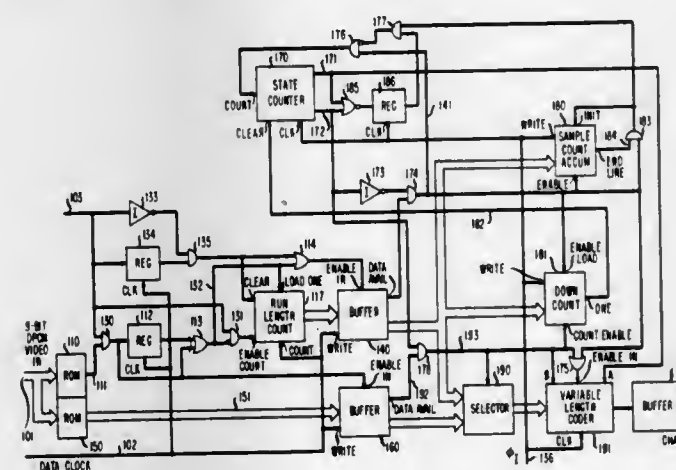 177
176
170
171
186
STATE COUNTER
185
REG
COUNT
CLEAR
CLK
172
CLK
141
180
INIT
183
184
WRITE
SAMPLE COUNT ACCUM
END LINE
ENABLE
173
I
174
182
103
133
I
134
REG
CLK
135
132
114
CLEAR
LOAD ONE
ENABLE IN
DATA AVAIL
RUN LENGTH COUNT
117
BUFFER
140
WRITE
COUNT
ENABLE COUNT
131
181
ENABLE LOAD
WRITE
DOWN COUNT
ONE
COUNT ENABLE
9-BIT DPCM VIDEO IN
110
ROM
111
130
112
REG
CLK
113
ROM
150
101
102
DATA CLOCK
151
ENABLE IN
BUFFER
160
WRITE
DATA AVAIL
192
178
193
190
SELECTOR
175
ENABLE IN
B
A
VARIABLE LENGTH CODER
191
CLK
136
BUFFER